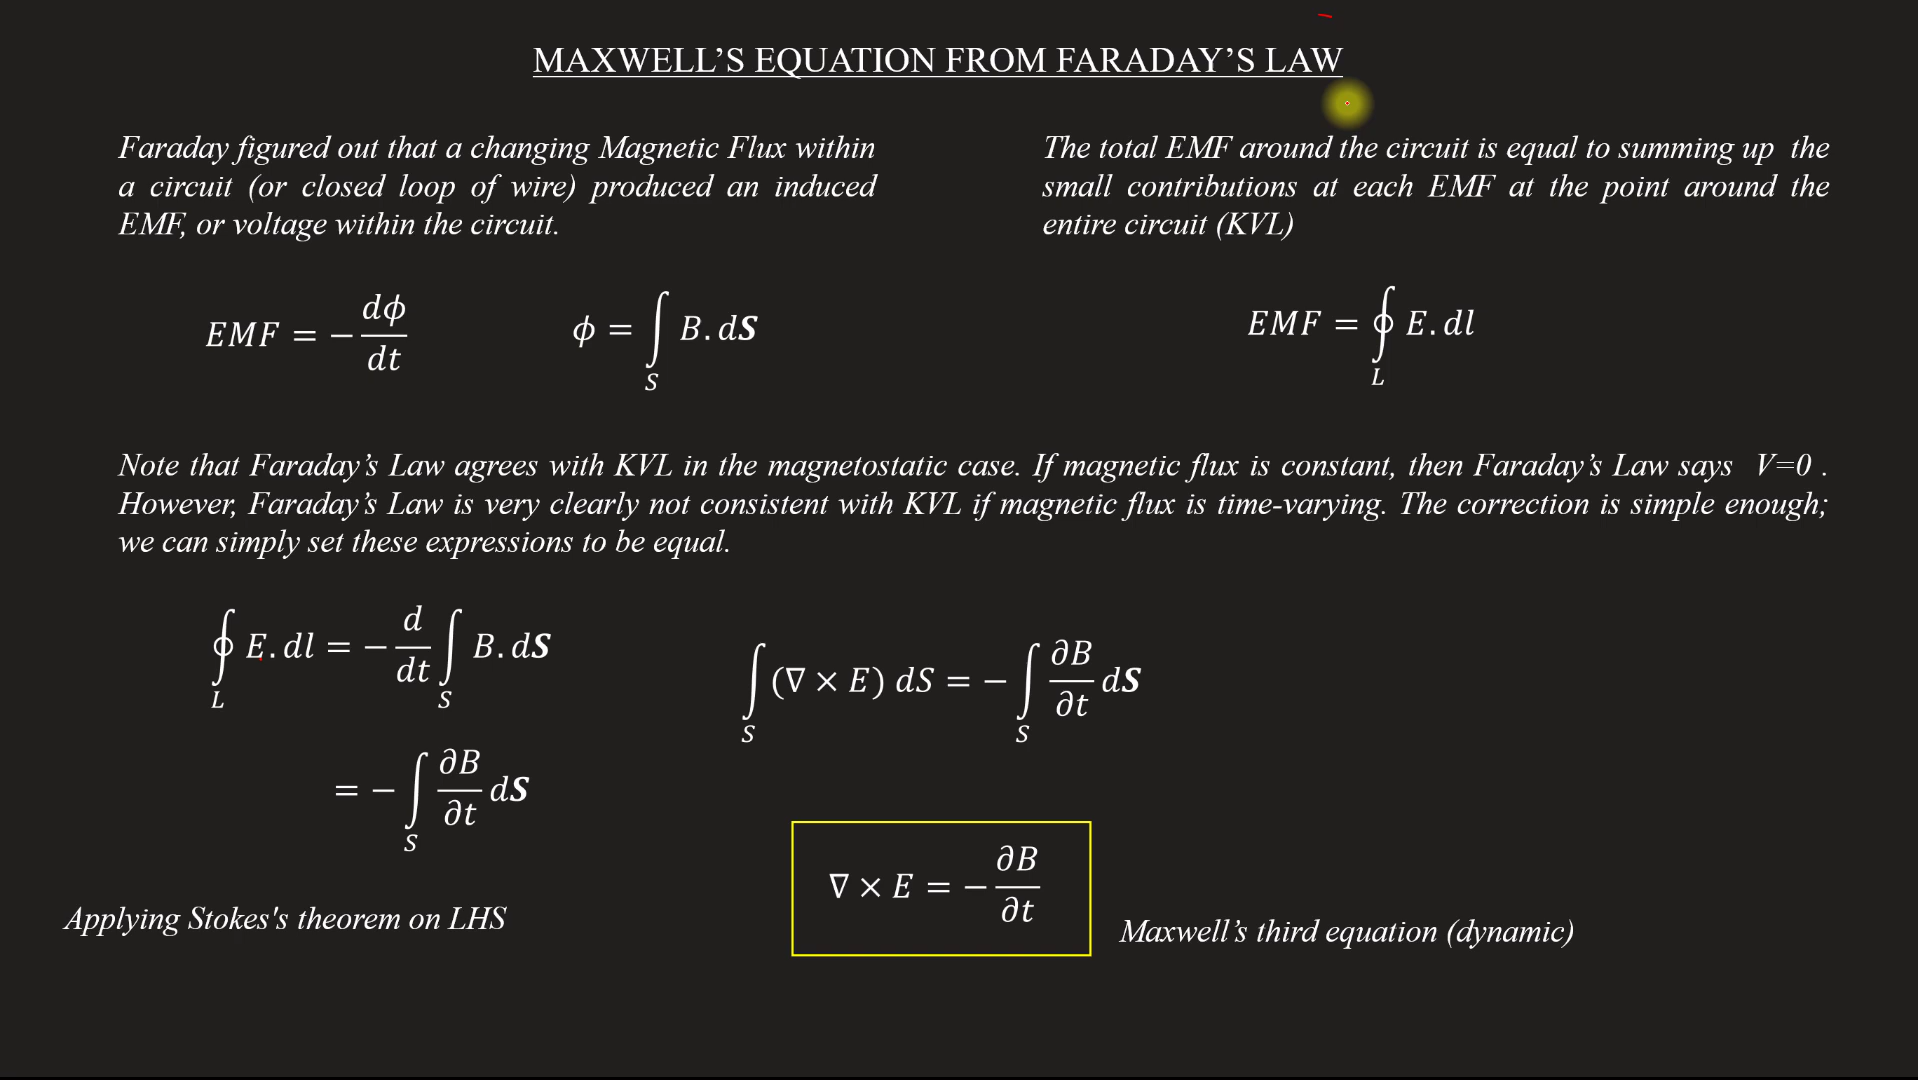 MAXWELL’S EQUATION FROM FARADAY’S LAW
Faraday figured out that a changing Magnetic Flux within
a circuit (or closed loop of wire) produced an induced
EMF, or voltage within the circuit.
The total EMF around the circuit is equal to summing up the
small contributions at each EMF at the point around the
entire circuit (KVL)
EMF = − dϕ/dt
ϕ = ∫_S B. dS
EMF = ∮_L E. dl
Note that Faraday’s Law agrees with KVL in the magnetostatic case. If magnetic flux is constant, then Faraday’s Law says V=0 .
However, Faraday’s Law is very clearly not consistent with KVL if magnetic flux is time-varying. The correction is simple enough;
we can simply set these expressions to be equal.
∮_L E. dl = − d/dt ∫_S B. dS
= − ∫_S ∂B/∂t dS
Applying Stokes's theorem on LHS
∫_S (∇ × E) dS = − ∫_S ∂B/∂t dS
∇ × E = − ∂B/∂t
Maxwell’s third equation (dynamic)